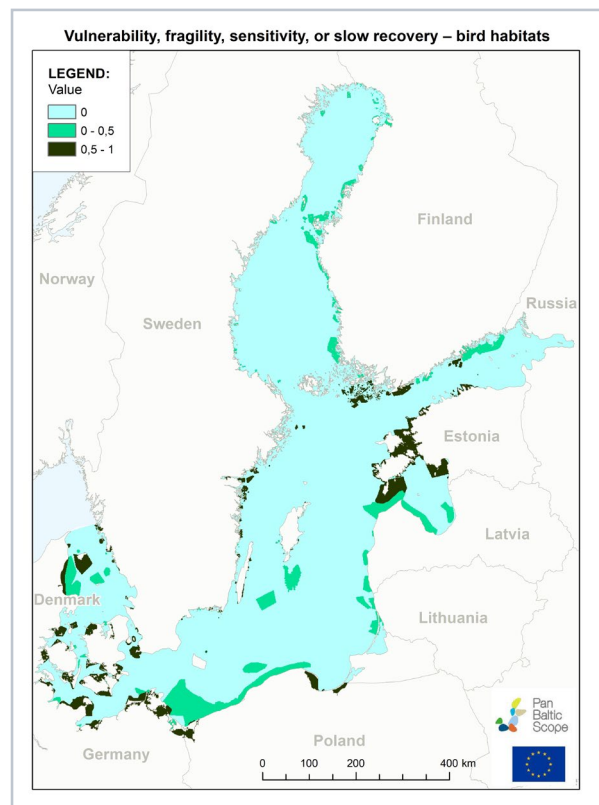 Vulnerability, fragility, sensitivity, or slow recovery – bird habitats
LEGEND:
Value
0
0 - 0,5
0,5 - 1
Finland
Norway
Russia
Sweden
Estonia
Latvia
Denmark
Lithuania
Pan
Baltic
Scope
Germany
Poland
0 100 200 400 km